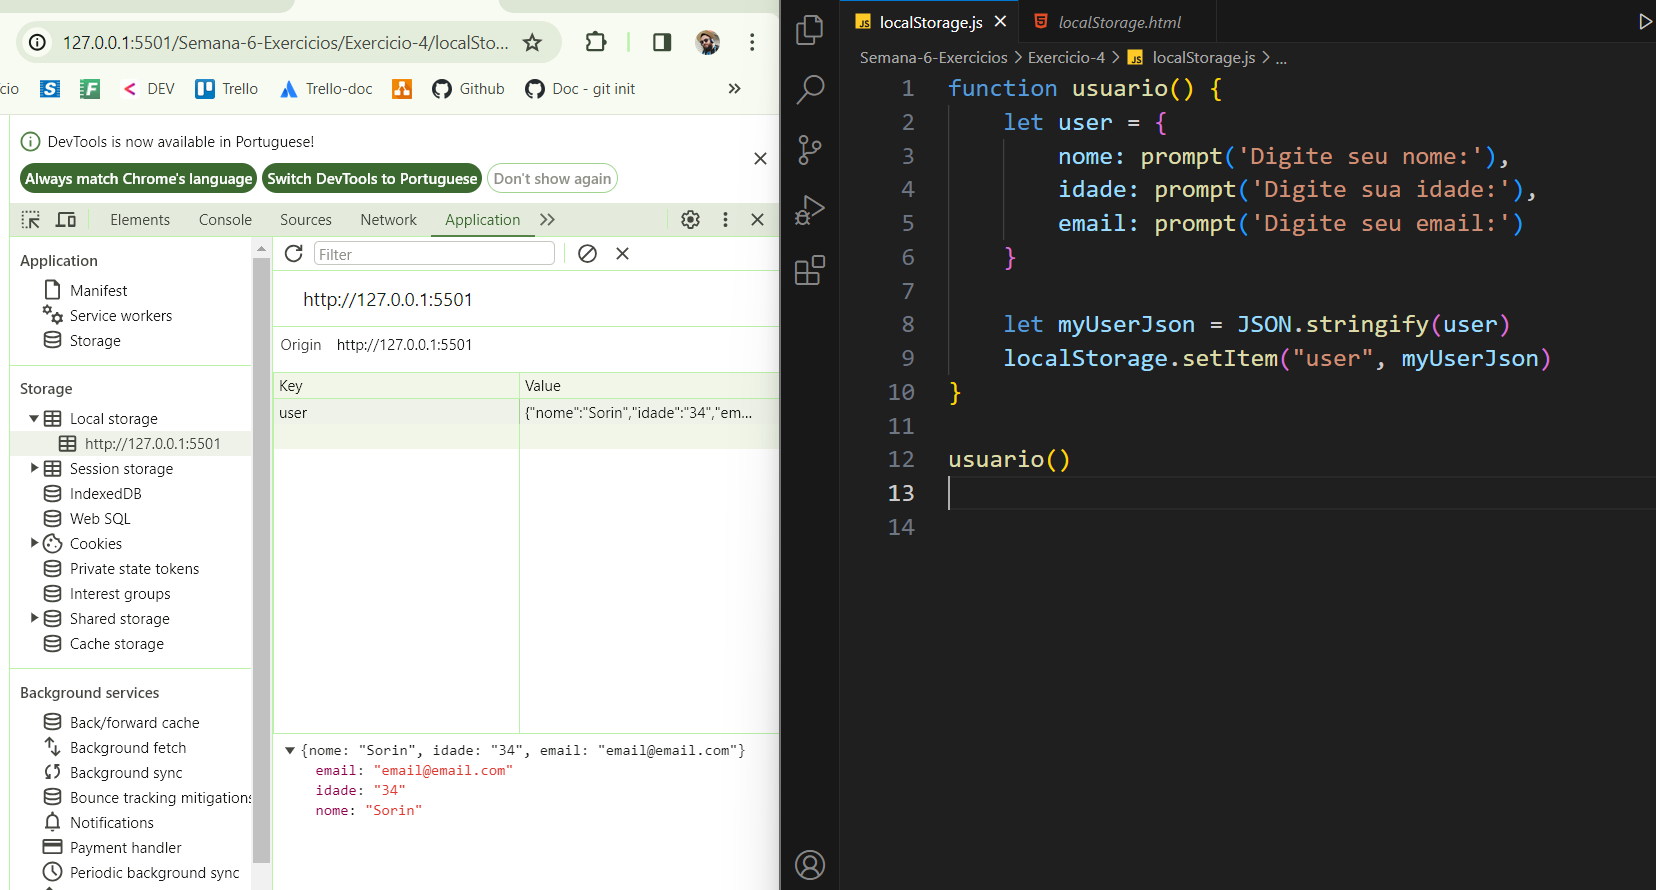 127.0.0.1:5501/Semana-6-Exercicios/Exercicio-4/localSto...
cio
DEV
Trello
Trello-doc
Github
Doc - git init
»
DevTools is now available in Portuguese!
Always match Chrome's language
Switch DevTools to Portuguese
Don't show again
Elements
Console
Sources
Network
Application
Application
Manifest
Service workers
Storage
Storage
Local storage
http://127.0.0.1:5501
Session storage
IndexedDB
Web SQL
Cookies
Private state tokens
Interest groups
Shared storage
Cache storage
Background services
Back/forward cache
Background fetch
Background sync
Bounce tracking mitigations
Notifications
Payment handler
Periodic background sync
Filter
http://127.0.0.1:5501
Origin http://127.0.0.1:5501
Key Value
user {"nome":"Sorin","idade":"34","em...
{nome: "Sorin", idade: "34", email: "email@email.com"}
email: "email@email.com"
idade: "34"
nome: "Sorin"
JS localStorage.js
localStorage.html
Semana-6-Exercicios > Exercicio-4 > JS localStorage.js > ...
1 function usuario() {
2 let user = {
3 nome: prompt('Digite seu nome:'),
4 idade: prompt('Digite sua idade:'),
5 email: prompt('Digite seu email:')
6 }
7
8 let myUserJson = JSON.stringify(user)
9 localStorage.setItem("user", myUserJson)
10 }
11
12 usuario()
13
14